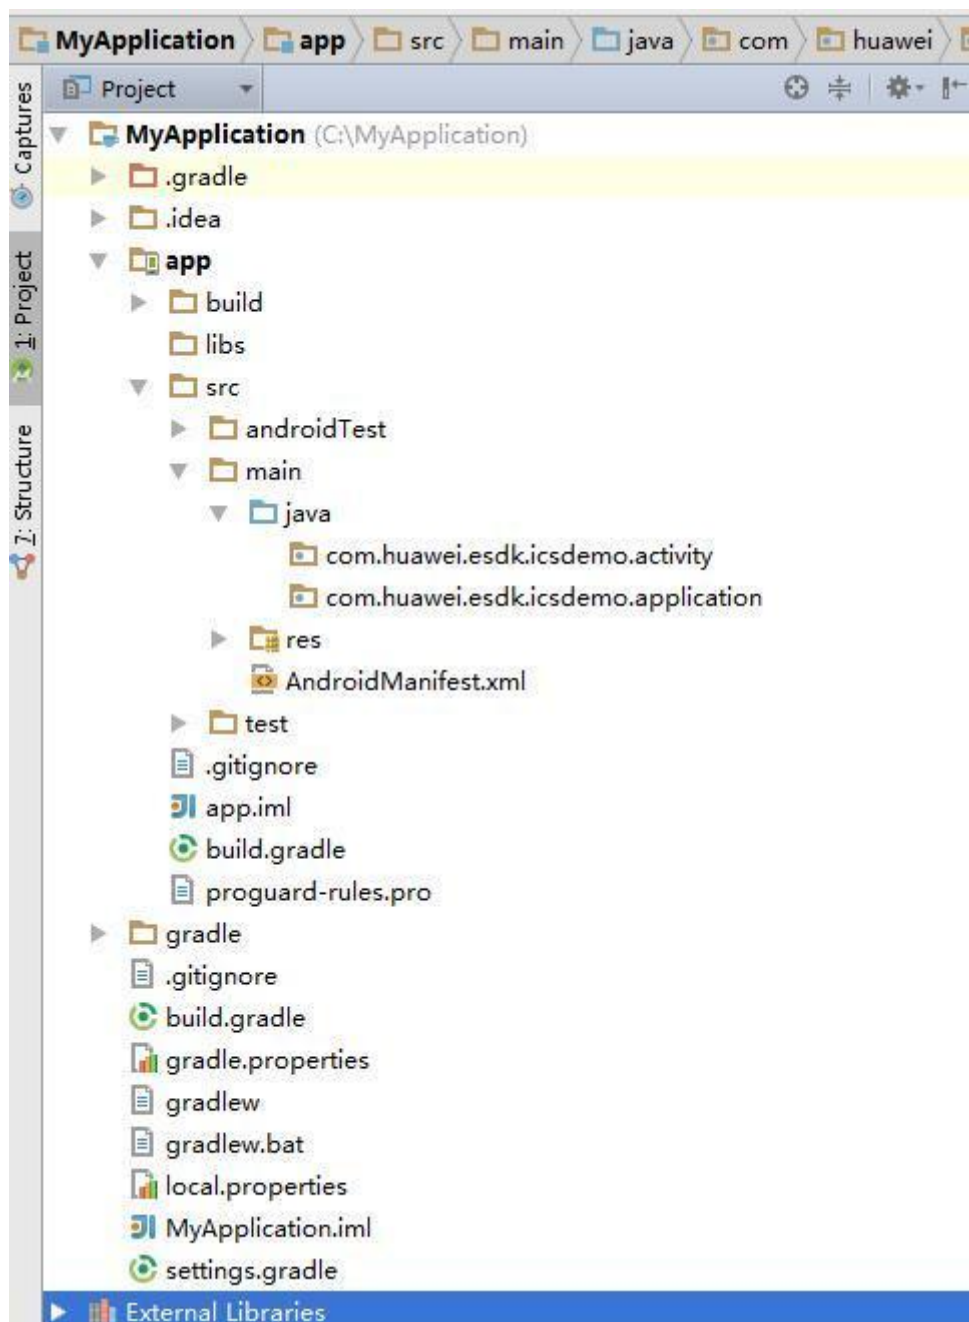 MyApplication app src main java com huawei
Project
Captures
1: Project
7: Structure
MyApplication (C:\MyApplication)
.gradle
.idea
app
build
libs
src
androidTest
main
java
com.huawei.esdk.icsdemo.activity
com.huawei.esdk.icsdemo.application
res
AndroidManifest.xml
test
.gitignore
app.iml
build.gradle
proguard-rules.pro
gradle
.gitignore
build.gradle
gradle.properties
gradlew
gradlew.bat
local.properties
MyApplication.iml
settings.gradle
External Libraries